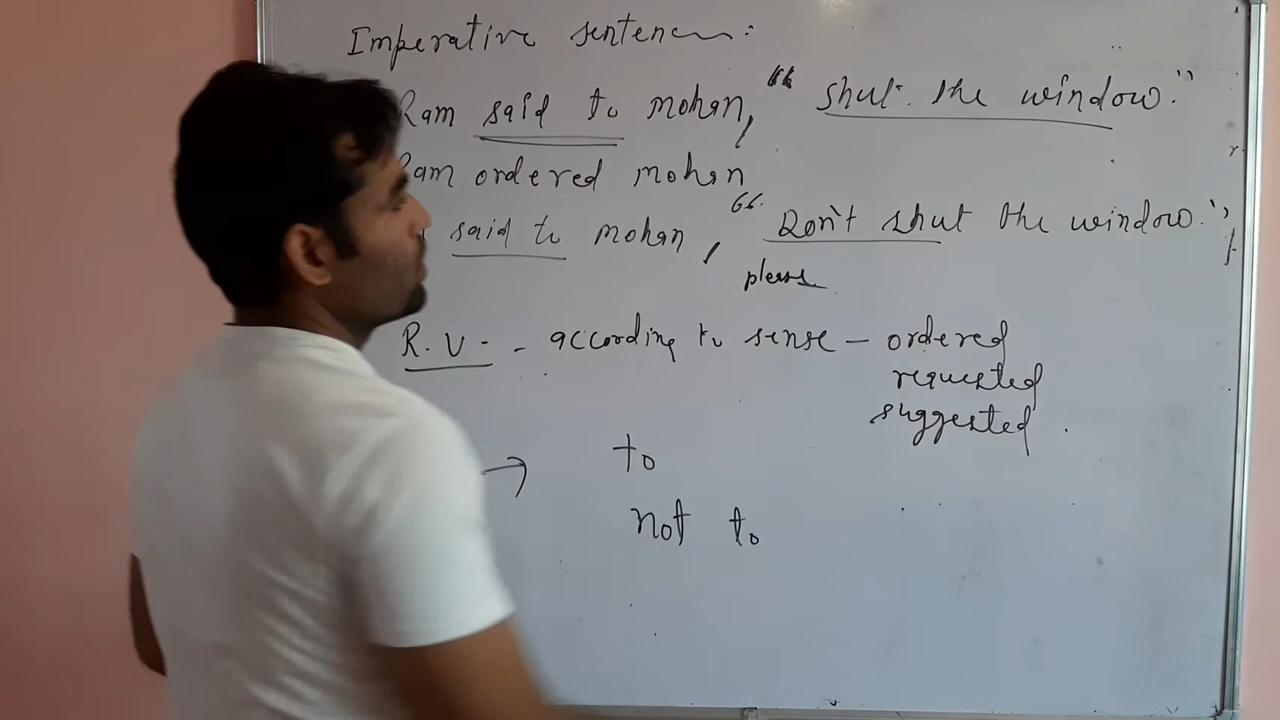 Imperative sentence:
Ram said to mohan, "shut the window."
Ram ordered mohan
said to mohan, "Don't shut the window."
please
R.V. - according to sense - ordered
requested
suggested.
→ to
not to